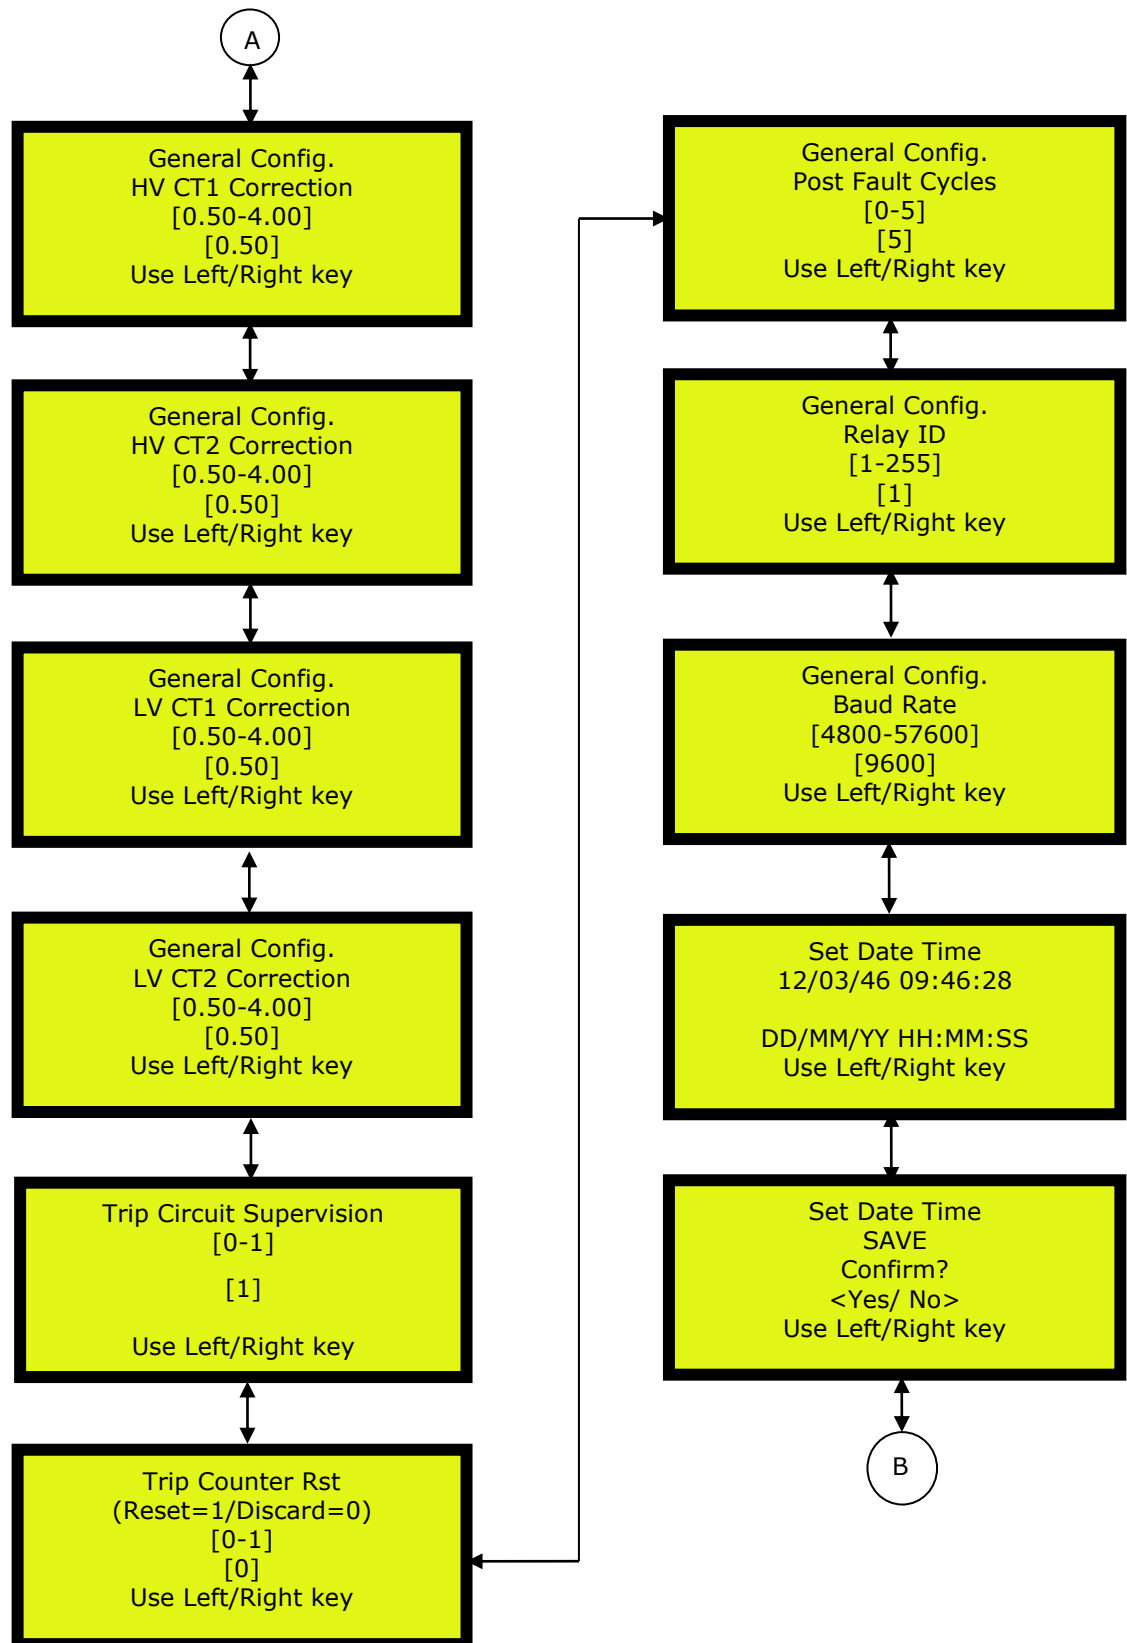 A
General Config.
HV CT1 Correction
[0.50-4.00]
[0.50]
Use Left/Right key
General Config.
HV CT2 Correction
[0.50-4.00]
[0.50]
Use Left/Right key
General Config.
LV CT1 Correction
[0.50-4.00]
[0.50]
Use Left/Right key
General Config.
LV CT2 Correction
[0.50-4.00]
[0.50]
Use Left/Right key
Trip Circuit Supervision
[0-1]
[1]
Use Left/Right key
Trip Counter Rst
(Reset=1/Discard=0)
[0-1]
[0]
Use Left/Right key
General Config.
Post Fault Cycles
[0-5]
[5]
Use Left/Right key
General Config.
Relay ID
[1-255]
[1]
Use Left/Right key
General Config.
Baud Rate
[4800-57600]
[9600]
Use Left/Right key
Set Date Time
12/03/46 09:46:28
DD/MM/YY HH:MM:SS
Use Left/Right key
Set Date Time
SAVE
Confirm?
<Yes/ No>
Use Left/Right key
B